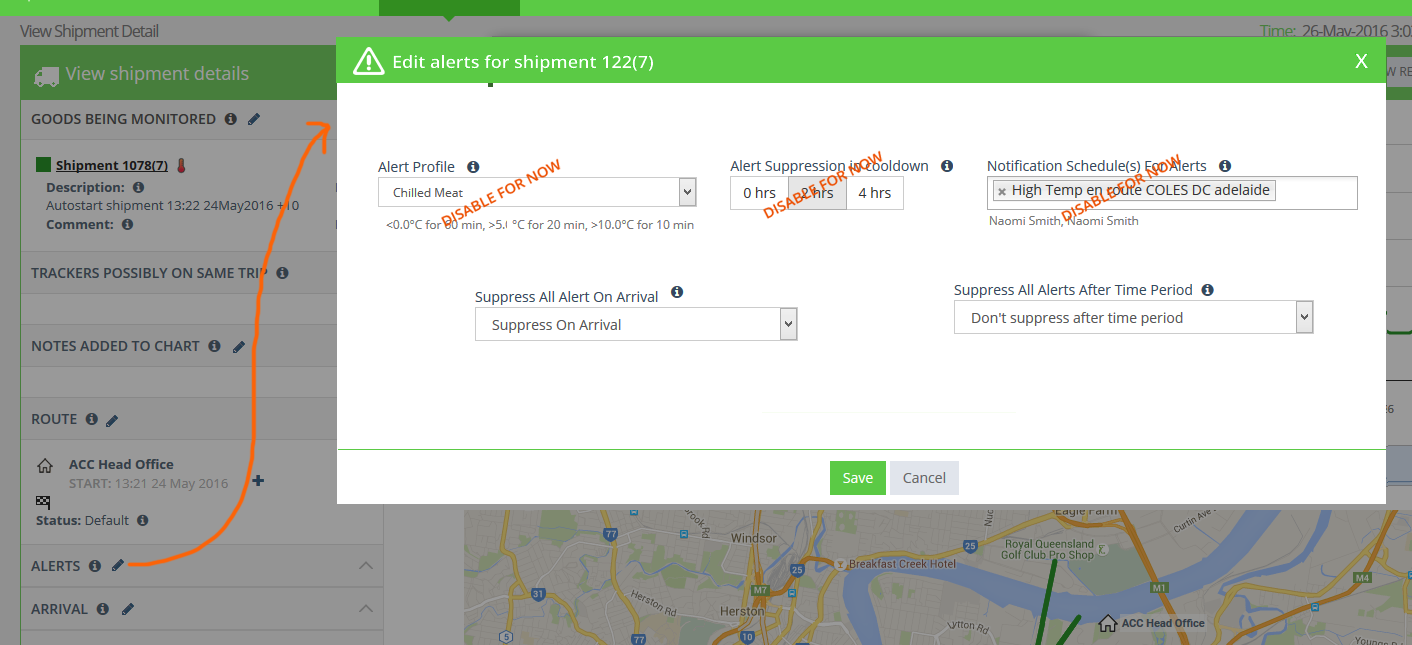 View Shipment Detail
Time: 26-May-2016 3:0
View shipment details
GOODS BEING MONITORED
Shipment 1078(7)
Description:
Autostart shipment 13:22 24May2016 +10
Comment:
TRACKERS POSSIBLY ON SAME TRIP
NOTES ADDED TO CHART
ROUTE
ACC Head Office
START: 13:21 24 May 2016
Status: Default
ALERTS
ARRIVAL
Edit alerts for shipment 122(7)
X
W RE
Alert Profile
Chilled Meat
<0.0°C for 60 min, >5.0 °C for 20 min, >10.0°C for 10 min
DISABLE FOR NOW
Alert Suppression in Cooldown
0 hrs 2 hrs 4 hrs
DISABLE FOR NOW
Notification Schedule(s) For Alerts
× High Temp en route COLES DC adelaide
Naomi Smith, Naomi Smith
DISABLE FOR NOW
Suppress All Alert On Arrival
Suppress On Arrival
Suppress All Alerts After Time Period
Don't suppress after time period
Save Cancel
Eagle Farm
Windsor
77
25
Royal Queensland
Golf Club Pro Shop
Curtin Ave
Breakfast Creek Hotel
25
31
M7
M1
M4
Herston Rd
Herston
5
77
10
Lytton Rd
ACC Head Office